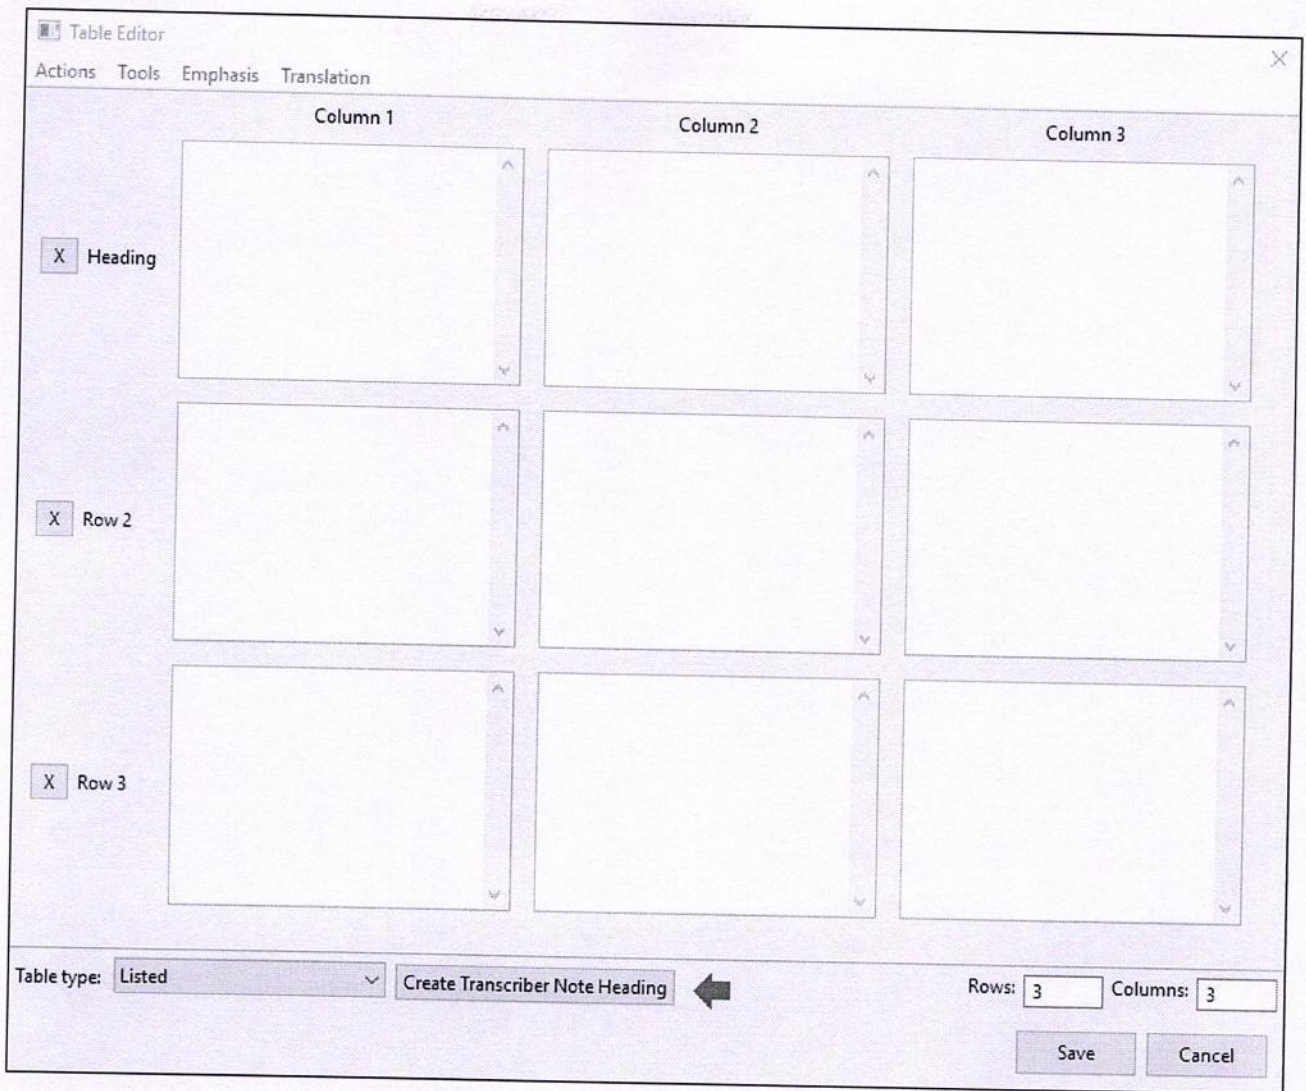 Table Editor
Actions Tools Emphasis Translation
Column 1 Column 2 Column 3
X Heading
X Row 2
X Row 3
Table type: Listed Create Transcriber Note Heading Rows: 3 Columns: 3
Save Cancel